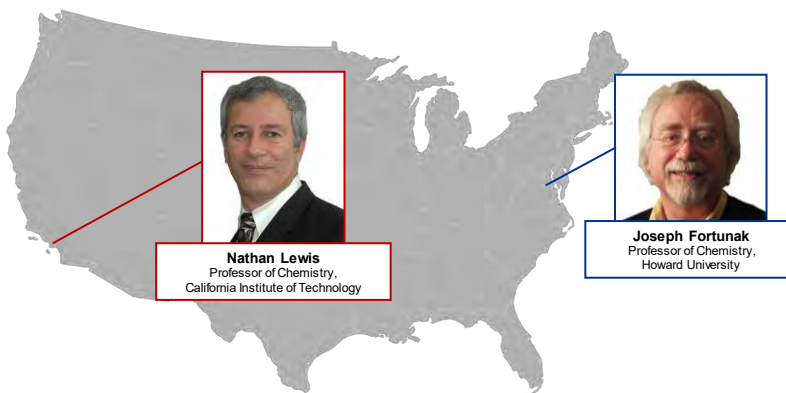 Nathan Lewis
Professor of Chemistry,
California Institute of Technology
Joseph Fortunak
Professor of Chemistry,
Howard University